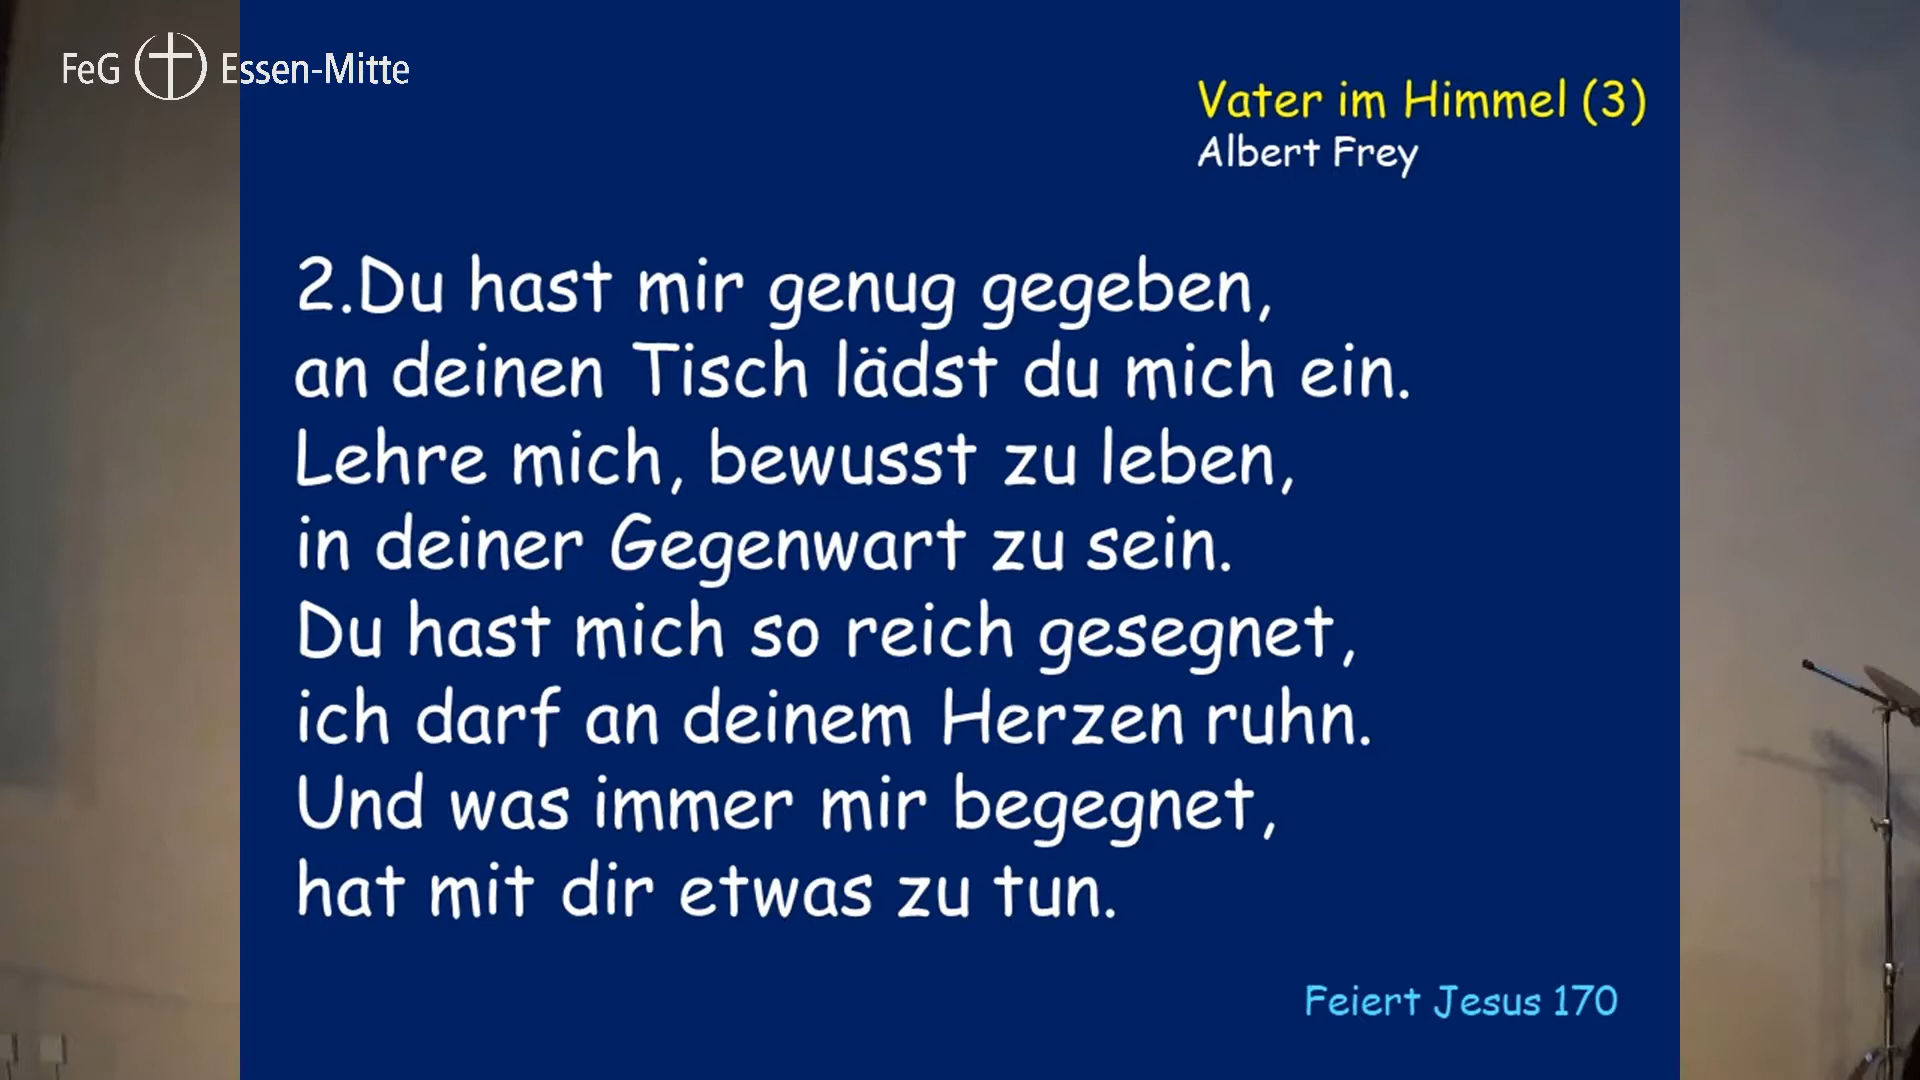 FeG Essen-Mitte
Vater im Himmel (3)
Albert Frey
2.Du hast mir genug gegeben,
an deinen Tisch lädst du mich ein.
Lehre mich, bewusst zu leben,
in deiner Gegenwart zu sein.
Du hast mich so reich gesegnet,
ich darf an deinem Herzen ruhn.
Und was immer mir begegnet,
hat mit dir etwas zu tun.
Feiert Jesus 170